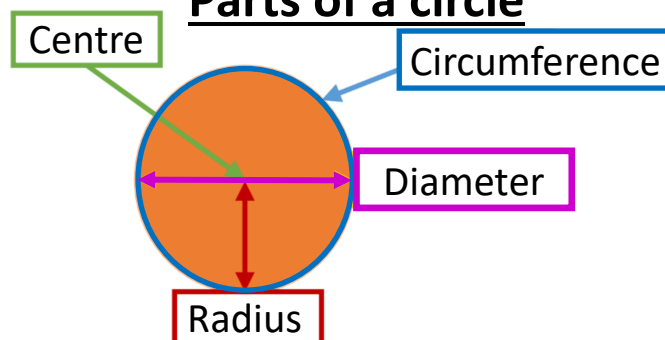 Parts of a circle
Centre
Circumference
Diameter
Radius